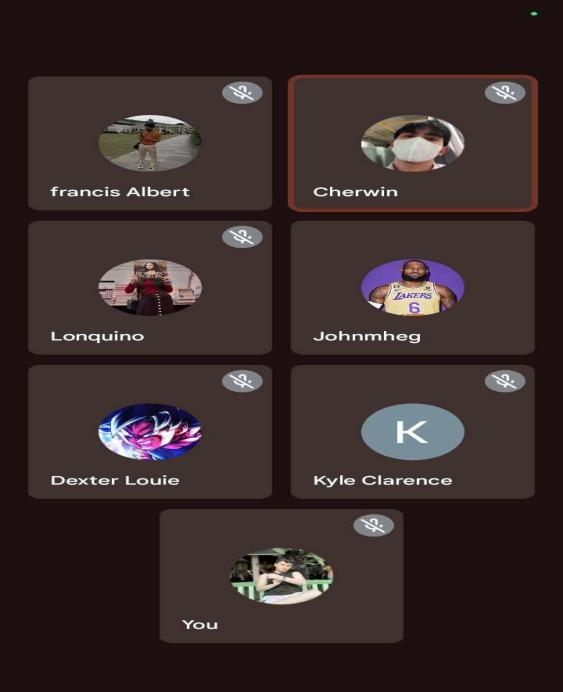 francis Albert
Cherwin
Lonquino
LAKERS
6
Johnmheg
K
Dexter Louie
Kyle Clarence
You